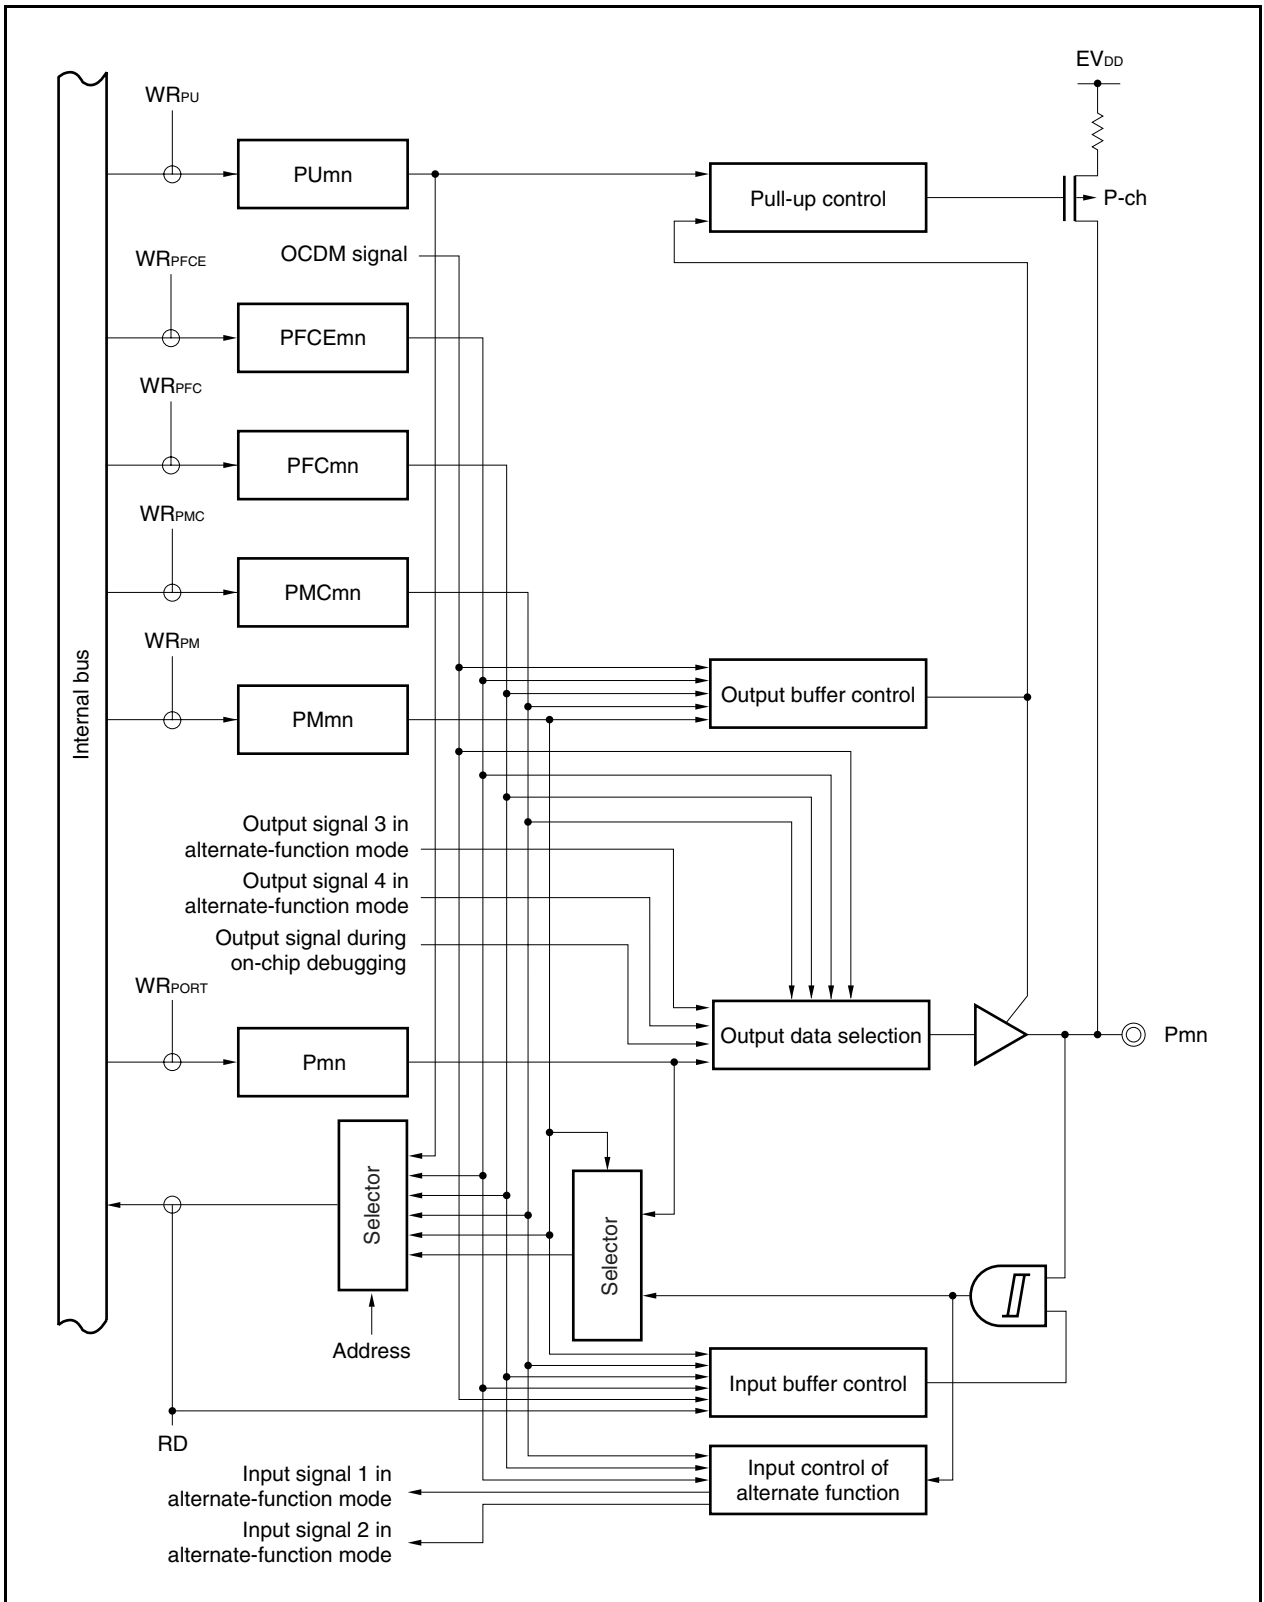 EVDD
WRPU
PUmn
Pull-up control
P-ch
OCDM signal
WRPFCE
PFCEmn
WRPFC
PFCmn
WRPMC
PMCmn
WRPM
PMmn
Output buffer control
Internal bus
Output signal 3 in
alternate-function mode
Output signal 4 in
alternate-function mode
Output signal during
on-chip debugging
WRPORT
Pmn
Output data selection
Pmn
Selector
Selector
Address
Input buffer control
RD
Input control of
alternate function
Input signal 1 in
alternate-function mode
Input signal 2 in
alternate-function mode